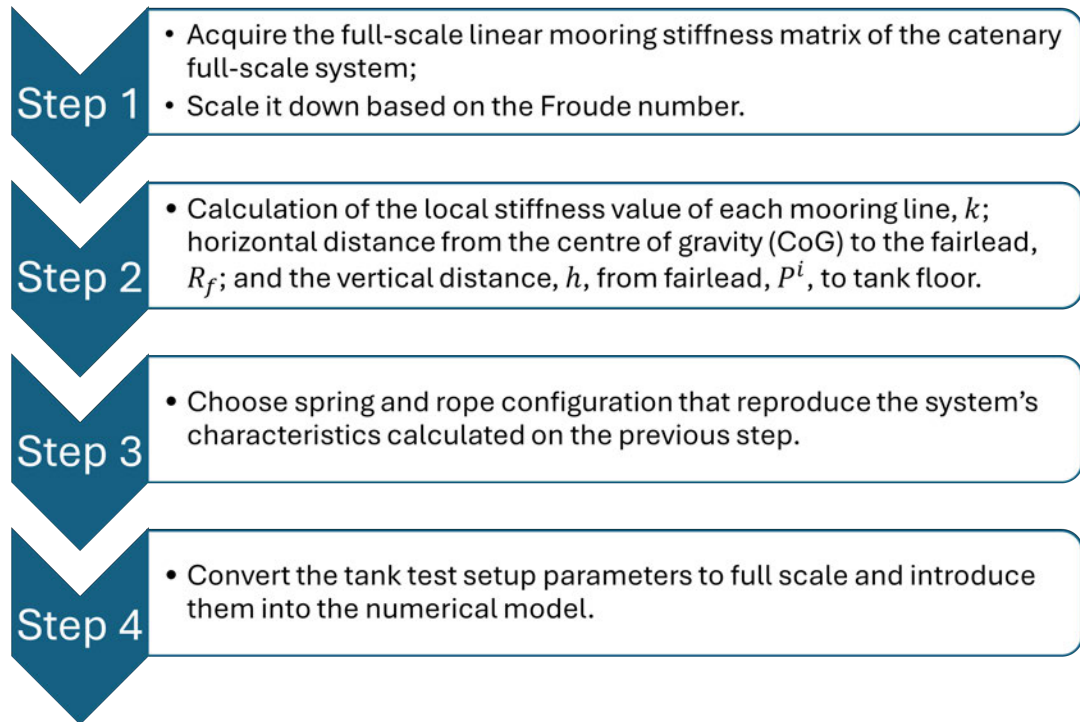 Step 1
• Acquire the full-scale linear mooring stiffness matrix of the catenary
full-scale system;
• Scale it down based on the Froude number.
Step 2
• Calculation of the local stiffness value of each mooring line, k;
horizontal distance from the centre of gravity (CoG) to the fairlead,
R_f; and the vertical distance, h, from fairlead, P^i, to tank floor.
Step 3
• Choose spring and rope configuration that reproduce the system's
characteristics calculated on the previous step.
Step 4
• Convert the tank test setup parameters to full scale and introduce
them into the numerical model.